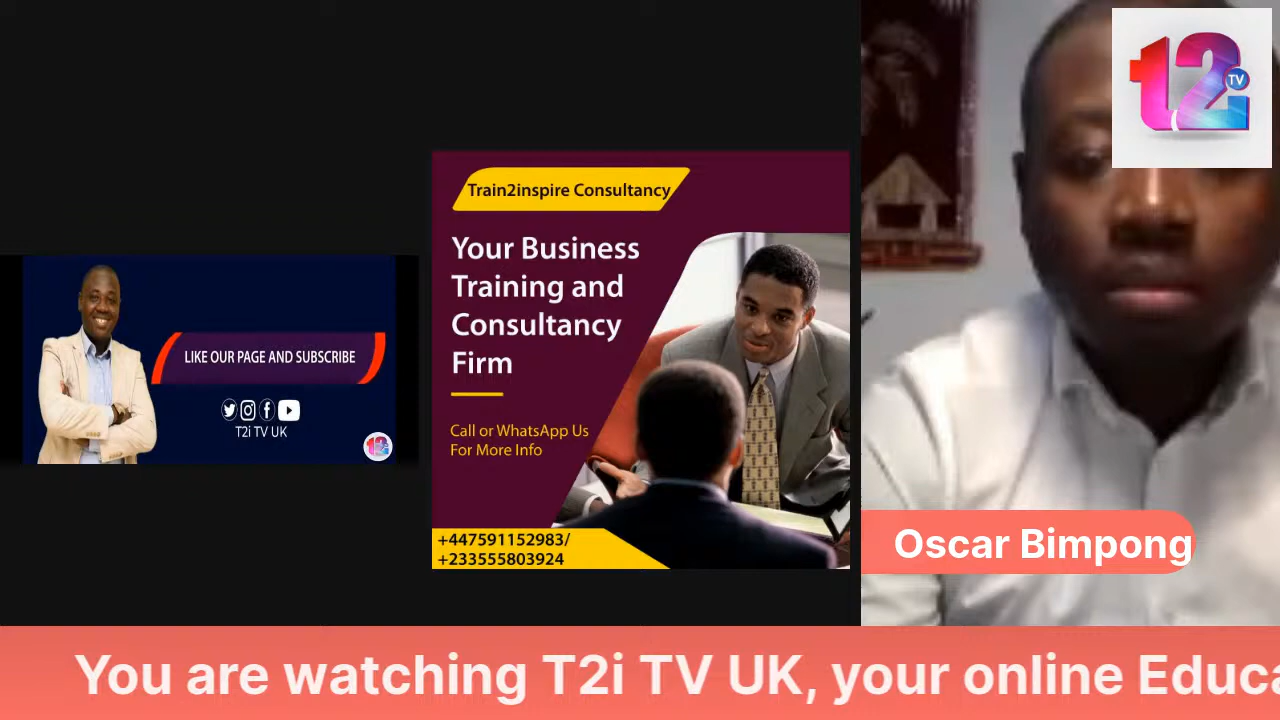 t2i
TV
Train2inspire Consultancy
Your Business
Training and
Consultancy
Firm
Call or WhatsApp Us
For More Info
+447591152983/
+233555803924
LIKE OUR PAGE AND SUBSCRIBE
T2i TV UK
Oscar Bimpong
You are watching T2i TV UK, your online Educa